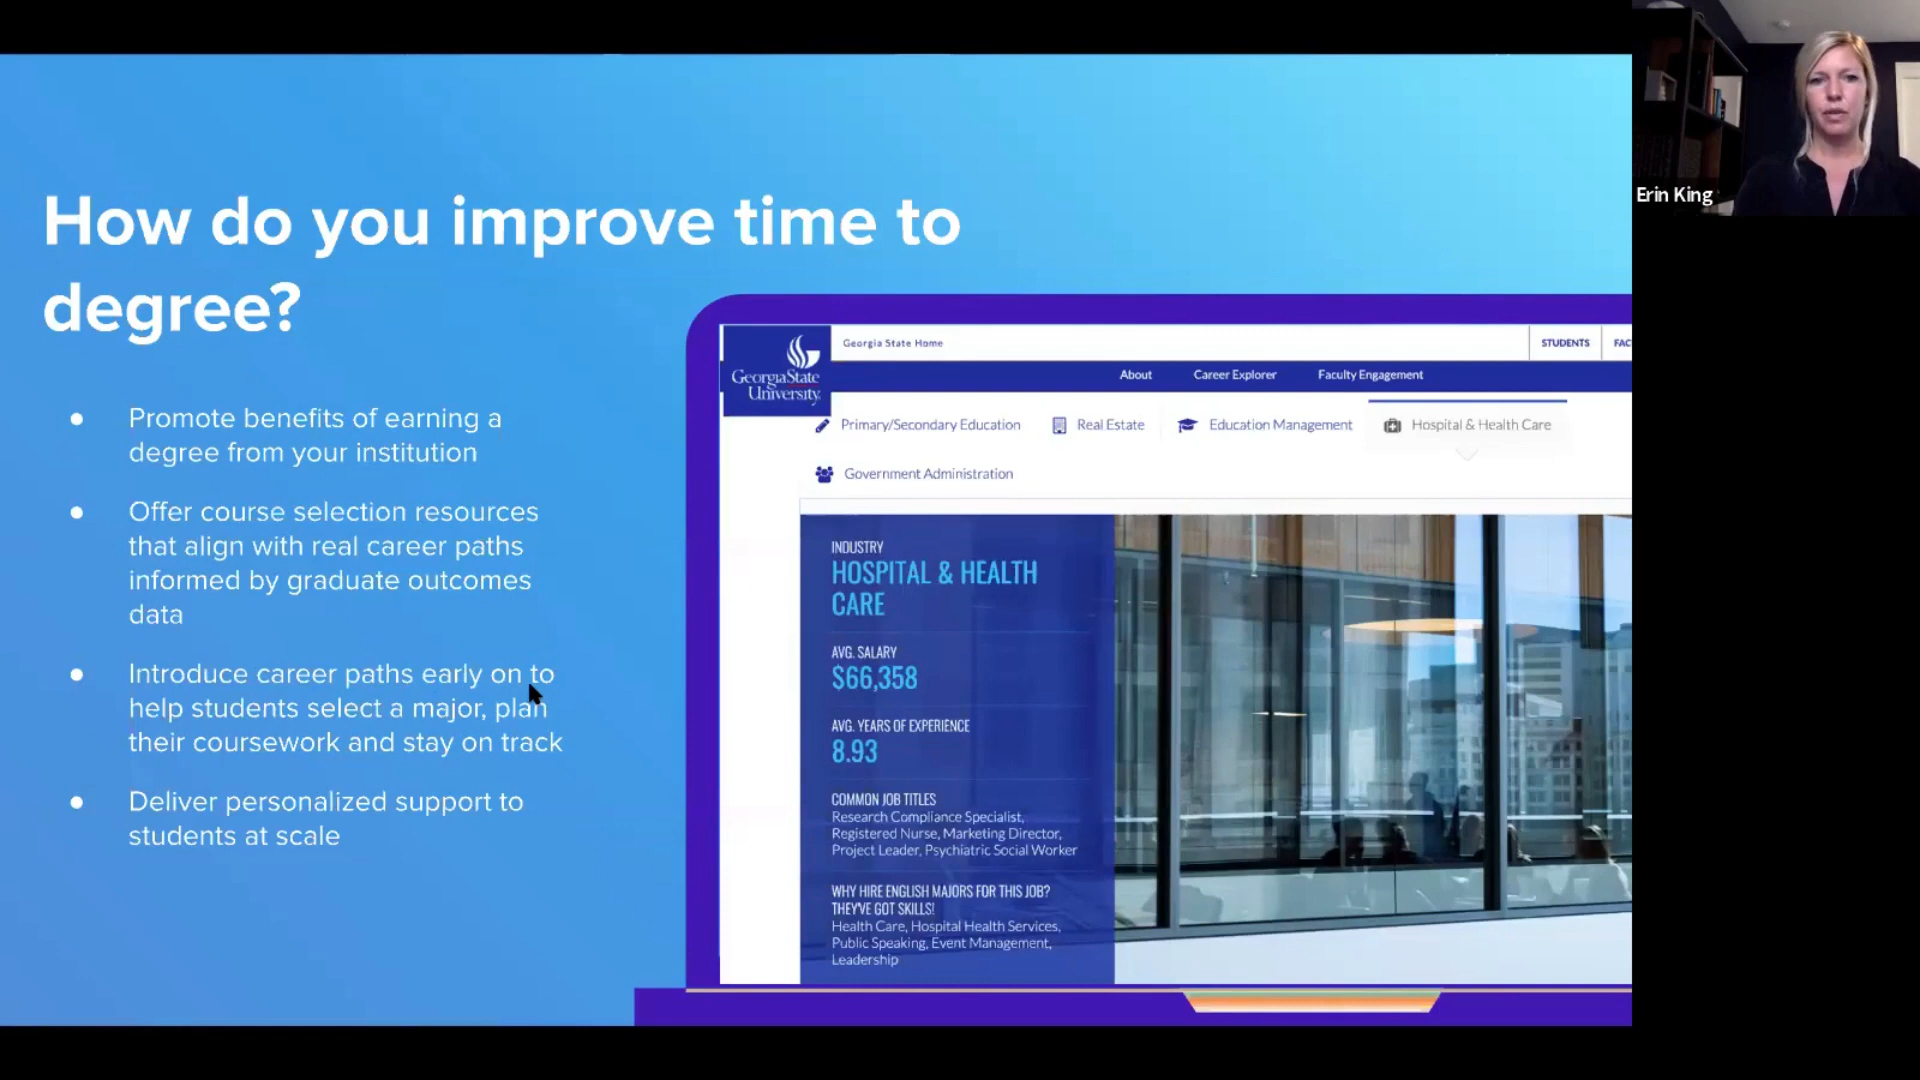 How do you improve time to
degree?
● Promote benefits of earning a
degree from your institution
● Offer course selection resources
that align with real career paths
informed by graduate outcomes
data
● Introduce career paths early on to
help students select a major, plan
their coursework and stay on track
● Deliver personalized support to
students at scale
Georgia State
University
Georgia State Home
STUDENTS
FAC
About Career Explorer Faculty Engagement
Primary/Secondary Education Real Estate Education Management Hospital & Health Care
Government Administration
INDUSTRY
HOSPITAL & HEALTH
CARE
AVG. SALARY
$66,358
AVG. YEARS OF EXPERIENCE
8.93
COMMON JOB TITLES
Research Compliance Specialist,
Registered Nurse, Marketing Director,
Project Leader, Psychiatric Social Worker
WHY HIRE ENGLISH MAJORS FOR THIS JOB?
THEY'VE GOT SKILLS!
Health Care, Hospital Health Services,
Public Speaking, Event Management,
Leadership
Erin King